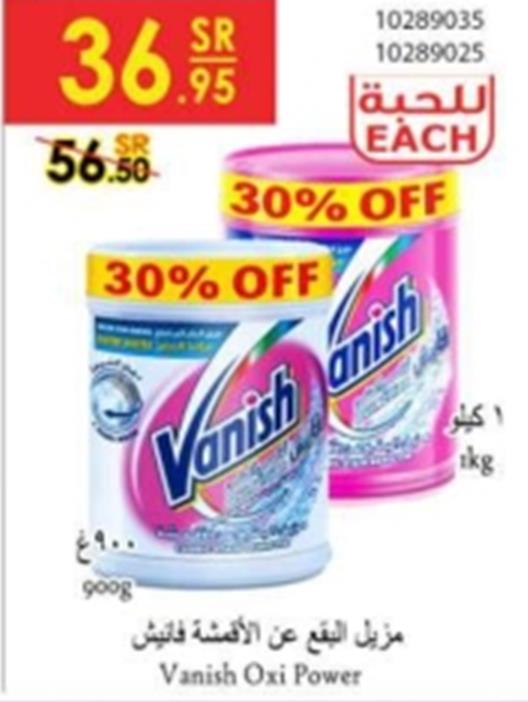 36.95 SR
10289035
10289025
للحبة
EACH
56.50 SR
30% OFF
30% OFF
Vanish
anish
١ كيلو
1kg
٩٠٠غ
900g
مزيل البقع عن الأقمشة فانيش
Vanish Oxi Power